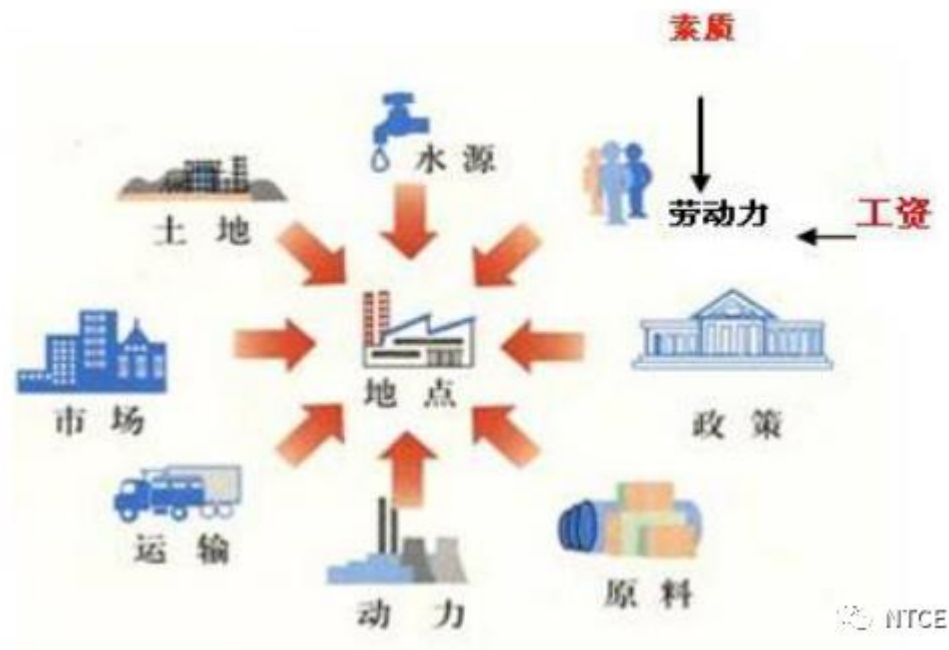 素质
水 源
劳动力
工资
土 地
地 点
市 场
政 策
运 输
动 力
原 料
NTCE